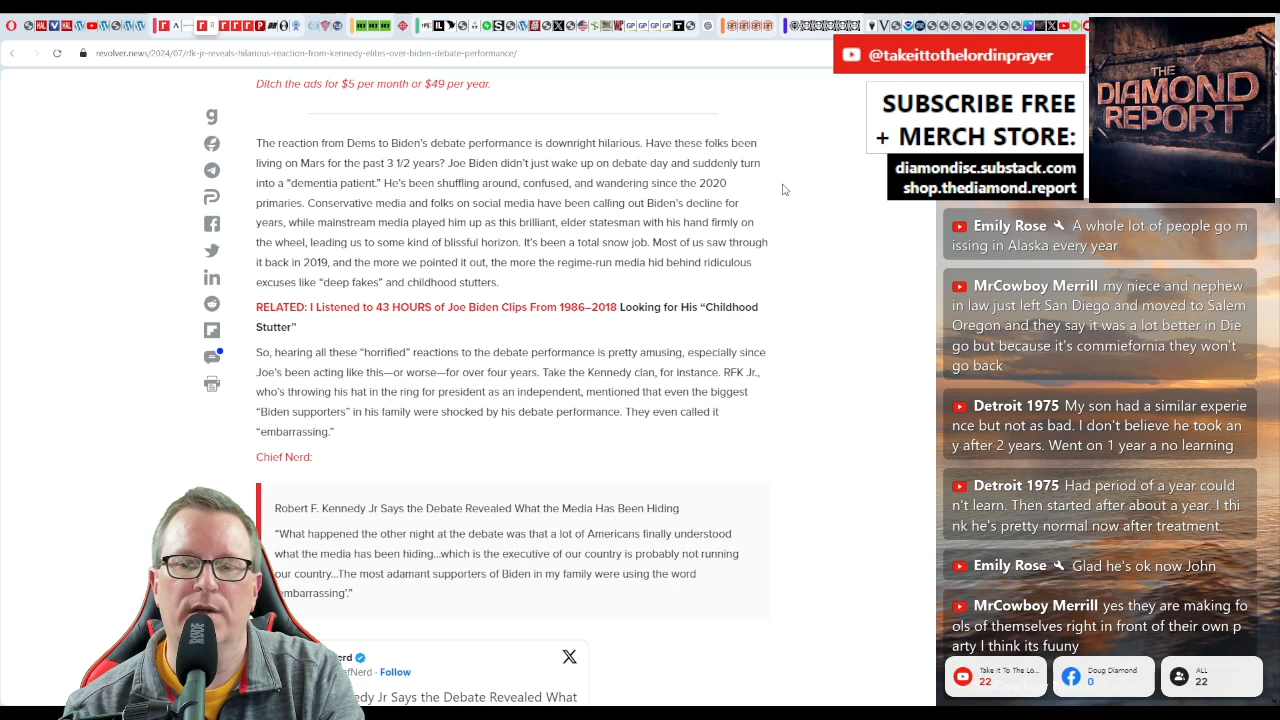 revolver.news/2024/07/rfk-jr-reveals-hilarious-reaction-from-kennedy-elites-over-biden-debate-performance/
Ditch the ads for $5 per month or $49 per year.
The reaction from Dems to Biden's debate performance is downright hilarious. Have these folks been
living on Mars for the past 3 1/2 years? Joe Biden didn't just wake up on debate day and suddenly turn
into a “dementia patient.” He's been shuffling around, confused, and wandering since the 2020
primaries. Conservative media and folks on social media have been calling out Biden's decline for
years, while mainstream media played him up as this brilliant, elder statesman with his hand firmly on
the wheel, leading us to some kind of blissful horizon. It's been a total snow job. Most of us saw through
it back in 2019, and the more we pointed it out, the more the regime-run media hid behind ridiculous
excuses like “deep fakes” and childhood stutters.
RELATED: I Listened to 43 HOURS of Joe Biden Clips From 1986–2018 Looking for His “Childhood
Stutter”
So, hearing all these “horrified” reactions to the debate performance is pretty amusing, especially since
Joe's been acting like this—or worse—for over four years. Take the Kennedy clan, for instance. RFK Jr.,
who's throwing his hat in the ring for president as an independent, mentioned that even the biggest
“Biden supporters” in his family were shocked by his debate performance. They even called it
“embarrassing.”
Chief Nerd:
Robert F. Kennedy Jr Says the Debate Revealed What the Media Has Been Hiding
“What happened the other night at the debate was that a lot of Americans finally understood
what the media has been hiding...which is the executive of our country is probably not running
our country...The most adamant supporters of Biden in my family were using the word
embarrassing'.”
erd
efNerd · Follow
edy Jr Says the Debate Revealed What
@takeittothelordinprayer
SUBSCRIBE FREE
+ MERCH STORE:
diamondisc.substack.com
shop.thediamond.report
THE
DIAMOND
REPORT
Emily Rose A whole lot of people go m
issing in Alaska every year
MrCowboy Merrill my niece and nephew
in law just left San Diego and moved to Salem
Oregon and they say it was a lot better in Die
go but because it's commiefornia they won't
go back
Detroit 1975 My son had a similar experie
nce but not as bad. I don't believe he took an
y after 2 years. Went on 1 year a no learning
Detroit 1975 Had period of a year could
n't learn. Then started after about a year. I thi
nk he's pretty normal now after treatment.
Emily Rose Glad he's ok now John
MrCowboy Merrill yes they are making fo
ols of themselves right in front of their own p
arty I think its fuuny
Take It To The Lo...
22
Doug Diamond
0
ALL
22